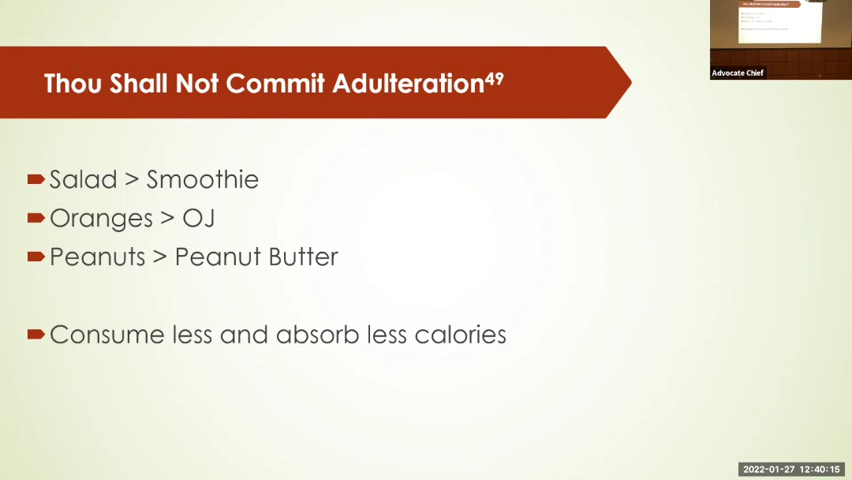 Thou Shall Not Commit Adulteration49
Salad > Smoothie
Oranges > OJ
Peanuts > Peanut Butter
Consume less and absorb less calories
Advocate Chief
2022-01-27 12:40:15